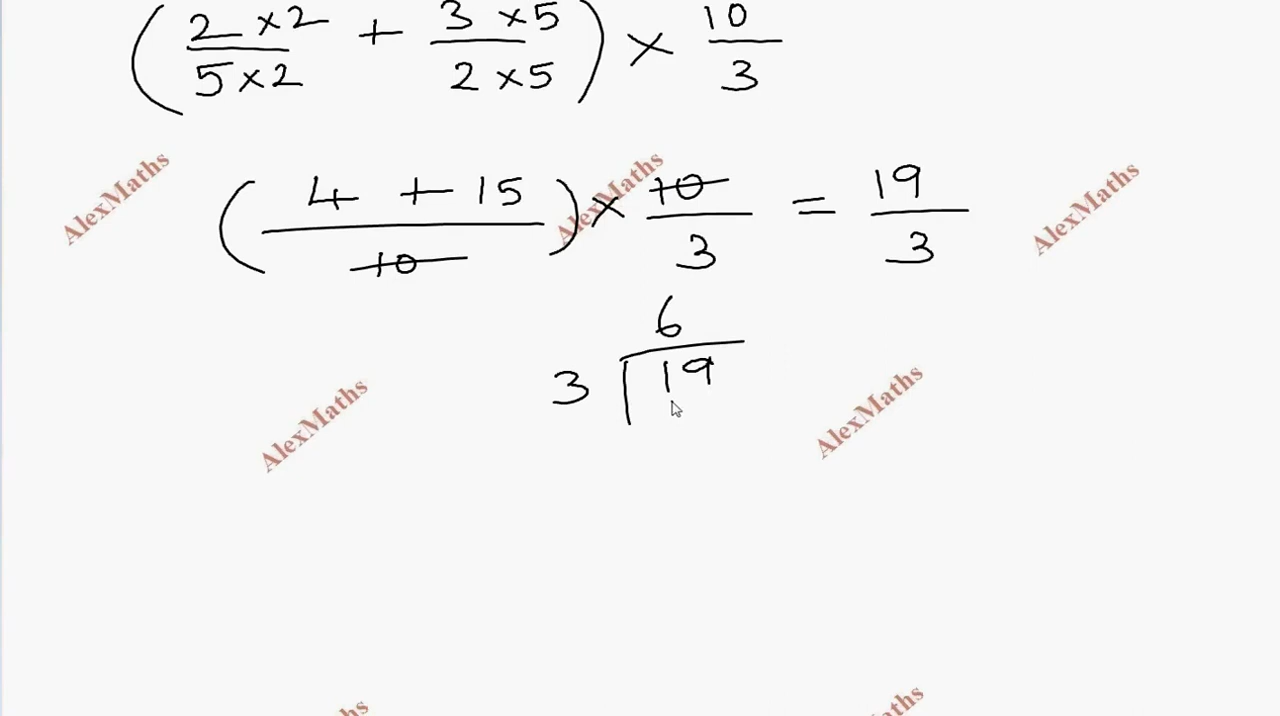 ( 2 ×2 / 5 ×2 + 3 ×5 / 2 ×5 ) × 10 / 3
( 4 + 15 / 10 ) × 10 / 3 = 19 / 3
6
3 19
AlexMaths AlexMaths AlexMaths
AlexMaths AlexMaths